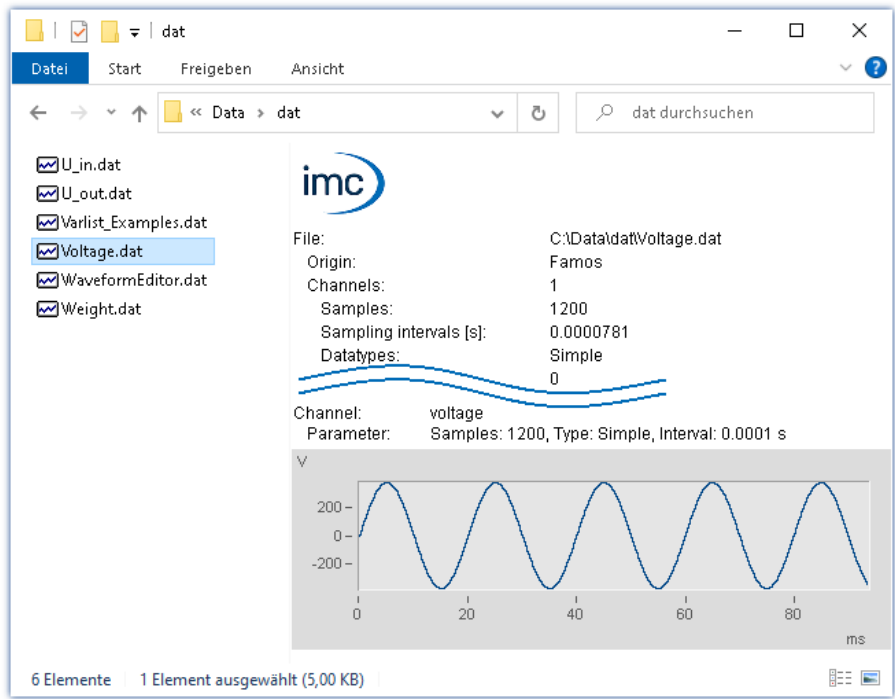 dat
Datei Start Freigeben Ansicht
« Data > dat
dat durchsuchen
U_in.dat
U_out.dat
Varlist_Examples.dat
Voltage.dat
WaveformEditor.dat
Weight.dat
imc
File: C:\Data\dat\Voltage.dat
Origin: Famos
Channels: 1
Samples: 1200
Sampling intervals [s]: 0.0000781
Datatypes: Simple
0
Channel: voltage
Parameter: Samples: 1200, Type: Simple, Interval: 0.0001 s
V
200
0
-200
0 20 40 60 80
ms
6 Elemente 1 Element ausgewählt (5,00 KB)